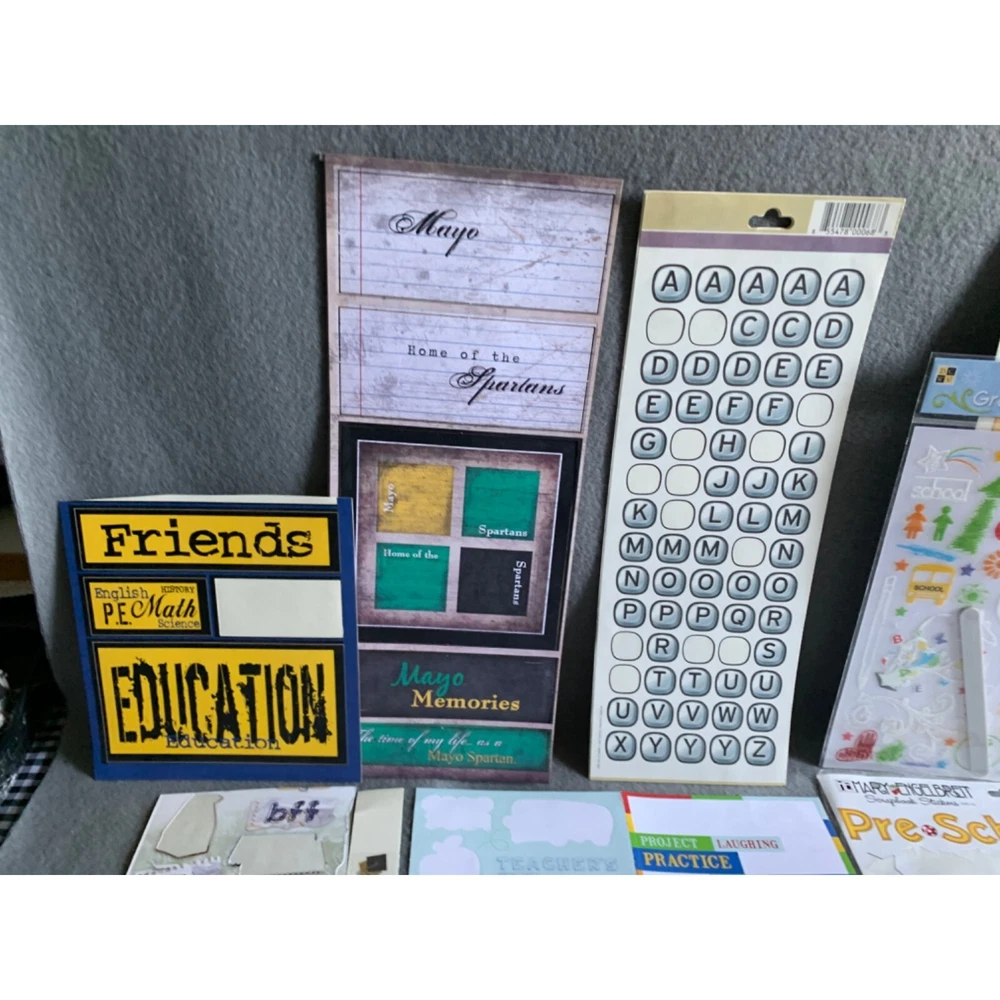 Friends
English
HISTORY
P.E. Math
Science
EDUCATION
Education
Mayo
Home of the
Spartans
Mayo
Spartans
Home of the
Spartans
Mayo
Memories
The time of my life... as a
Mayo Spartan.
A A A A A
C C D
D D D E E
E E F F
G H I
J J K
K L L M
M M M N
N O O O O
P P P Q R
R S
T T U U
U V V W W
X Y Y Y Z
school
SCHOOL
bff
TEACHERS
PROJECT LAUGHING
PRACTICE
MARY ENGELBREIT
Scrapbook Stickers